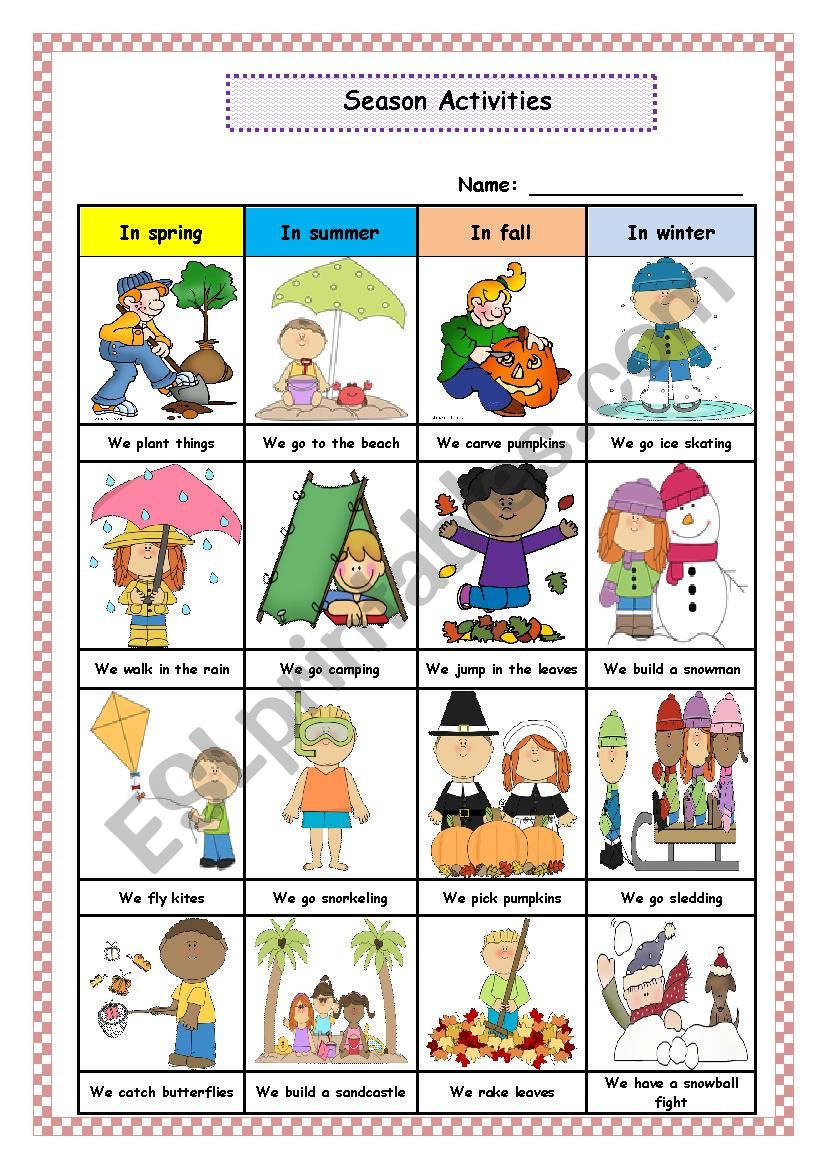 Season Activities
Name:
In spring In summer In fall In winter
We plant things We go to the beach We carve pumpkins We go ice skating
We walk in the rain We go camping We jump in the leaves We build a snowman
We fly kites We go snorkeling We pick pumpkins We go sledding
We catch butterflies We build a sandcastle We rake leaves We have a snowball
fight
ESLprintables.com